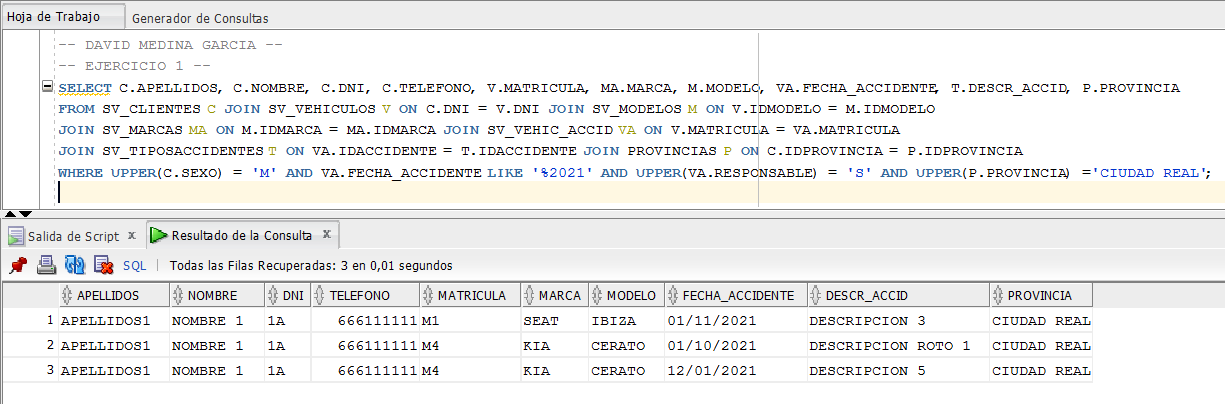 Hoja de Trabajo Generador de Consultas
-- DAVID MEDINA GARCIA --
-- EJERCICIO 1 --
SELECT C.APELLIDOS, C.NOMBRE, C.DNI, C.TELEFONO, V.MATRICULA, MA.MARCA, M.MODELO, VA.FECHA_ACCIDENTE, T.DESCR_ACCID, P.PROVINCIA
FROM SV_CLIENTES C JOIN SV_VEHICULOS V ON C.DNI = V.DNI JOIN SV_MODELOS M ON V.IDMODELO = M.IDMODELO
JOIN SV_MARCAS MA ON M.IDMARCA = MA.IDMARCA JOIN SV_VEHIC_ACCID VA ON V.MATRICULA = VA.MATRICULA
JOIN SV_TIPOSACCIDENTES T ON VA.IDACCIDENTE = T.IDACCIDENTE JOIN PROVINCIAS P ON C.IDPROVINCIA = P.IDPROVINCIA
WHERE UPPER(C.SEXO) = 'M' AND VA.FECHA_ACCIDENTE LIKE '%2021' AND UPPER(VA.RESPONSABLE) = 'S' AND UPPER(P.PROVINCIA) ='CIUDAD REAL';
Salida de Script x Resultado de la Consulta x
SQL | Todas las Filas Recuperadas: 3 en 0,01 segundos
APELLIDOS NOMBRE DNI TELEFONO MATRICULA MARCA MODELO FECHA_ACCIDENTE DESCR_ACCID PROVINCIA
1 APELLIDOS1 NOMBRE 1 1A 666111111 M1 SEAT IBIZA 01/11/2021 DESCRIPCION 3 CIUDAD REAL
2 APELLIDOS1 NOMBRE 1 1A 666111111 M4 KIA CERATO 01/10/2021 DESCRIPCION ROTO 1 CIUDAD REAL
3 APELLIDOS1 NOMBRE 1 1A 666111111 M4 KIA CERATO 12/01/2021 DESCRIPCION 5 CIUDAD REAL